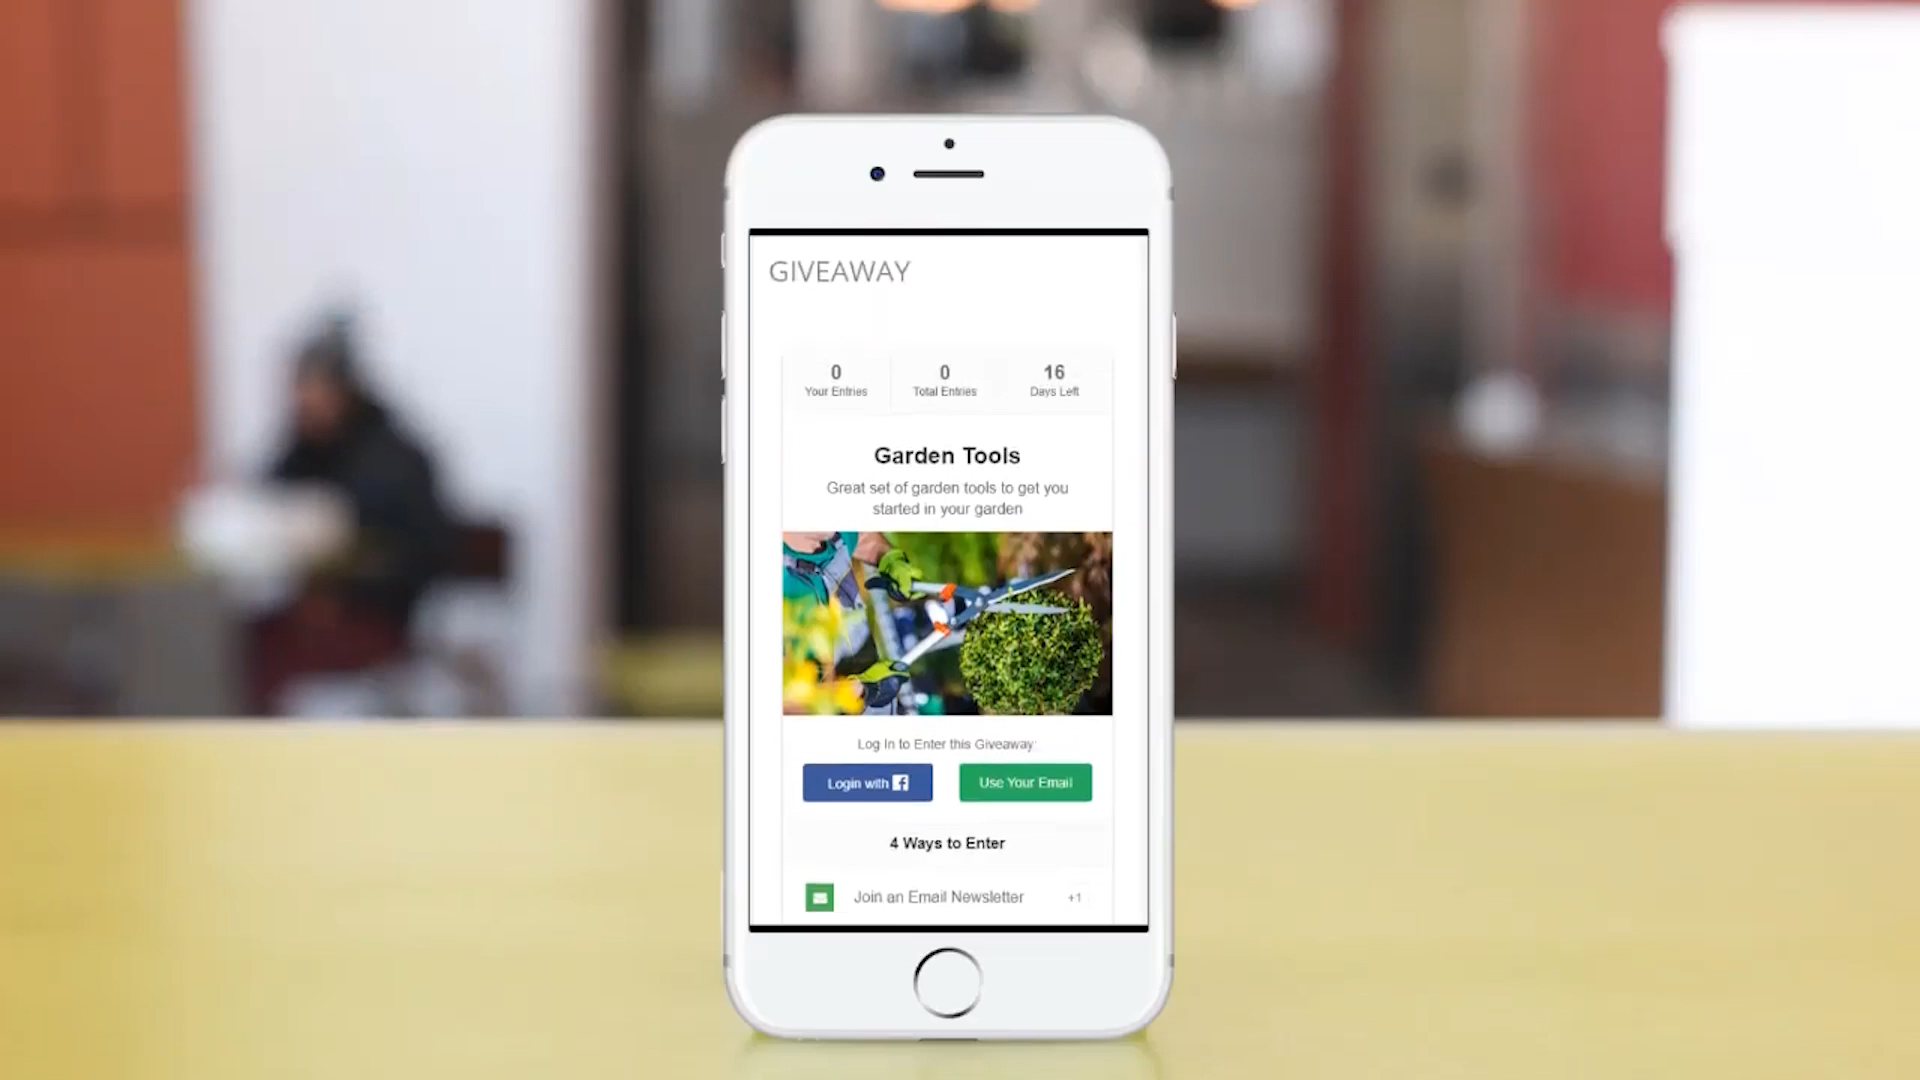 GIVEAWAY
0 0 16
Your Entries Total Entries Days Left
Garden Tools
Great set of garden tools to get you
started in your garden
Log In to Enter this Giveaway:
Login with Use Your Email
4 Ways to Enter
Join an Email Newsletter +1